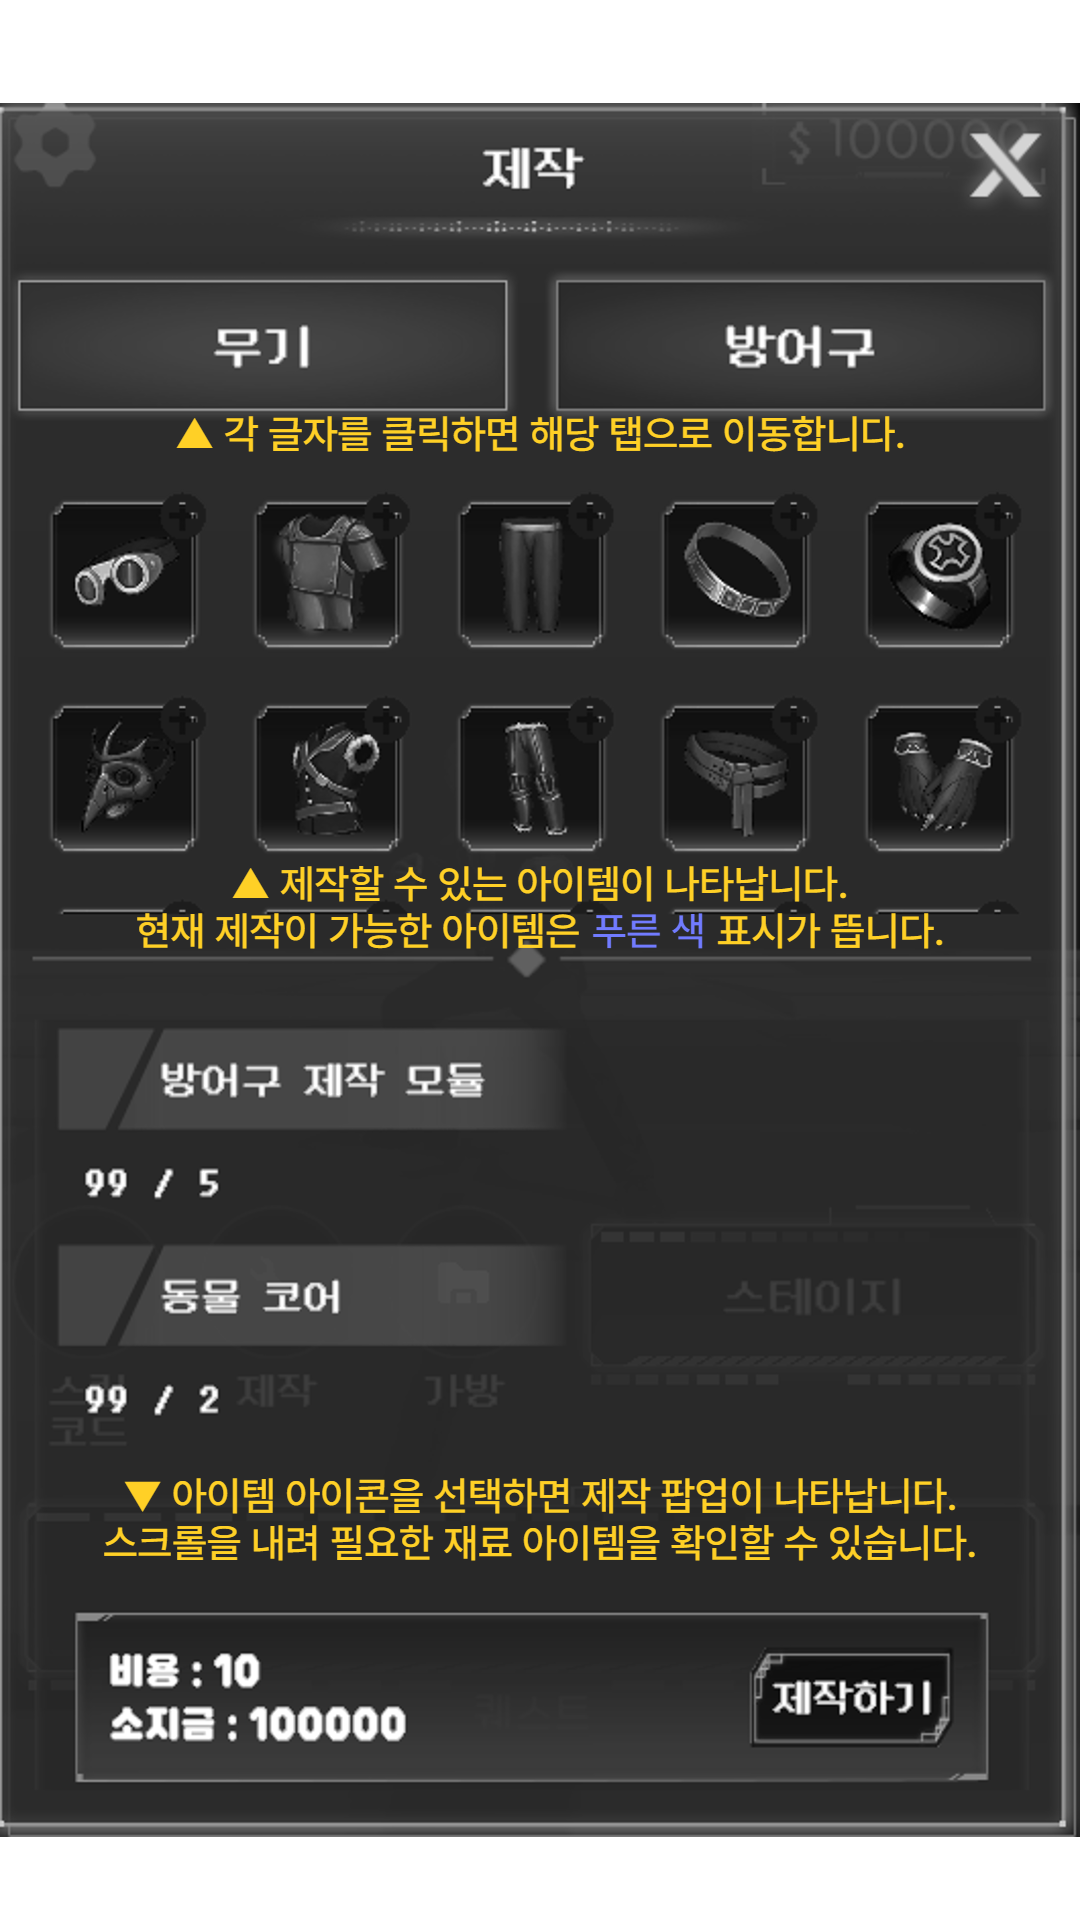 $ 100000
제작
X
무기
방어구
▲ 각 글자를 클릭하면 해당 탭으로 이동합니다.
▲ 제작할 수 있는 아이템이 나타납니다.
현재 제작이 가능한 아이템은 푸른 색 표시가 뜹니다.
방어구 제작 모듈
99 / 5
동물 코어
스테이지
99 / 2
제작
가방
코드
▼ 아이템 아이콘을 선택하면 제작 팝업이 나타납니다.
스크롤을 내려 필요한 재료 아이템을 확인할 수 있습니다.
비용 : 10
소지금 : 100000
제작하기
퀘스트